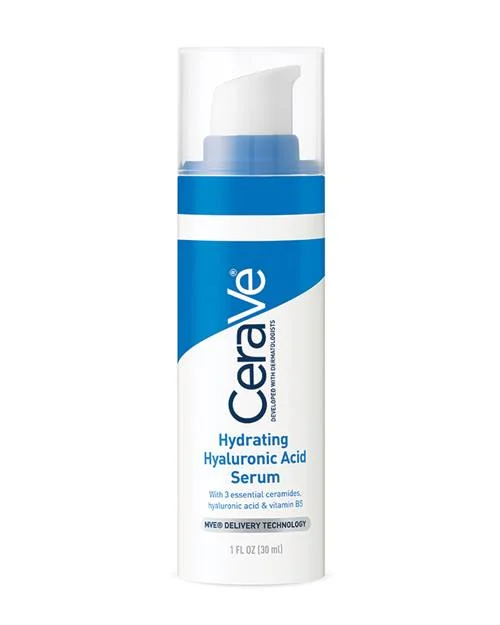 CeraVe®
DEVELOPED WITH DERMATOLOGISTS
Hydrating
Hyaluronic Acid
Serum
With 3 essential ceramides,
hyaluronic acid & vitamin B5
MVE® DELIVERY TECHNOLOGY
1 FL OZ (30 ml)